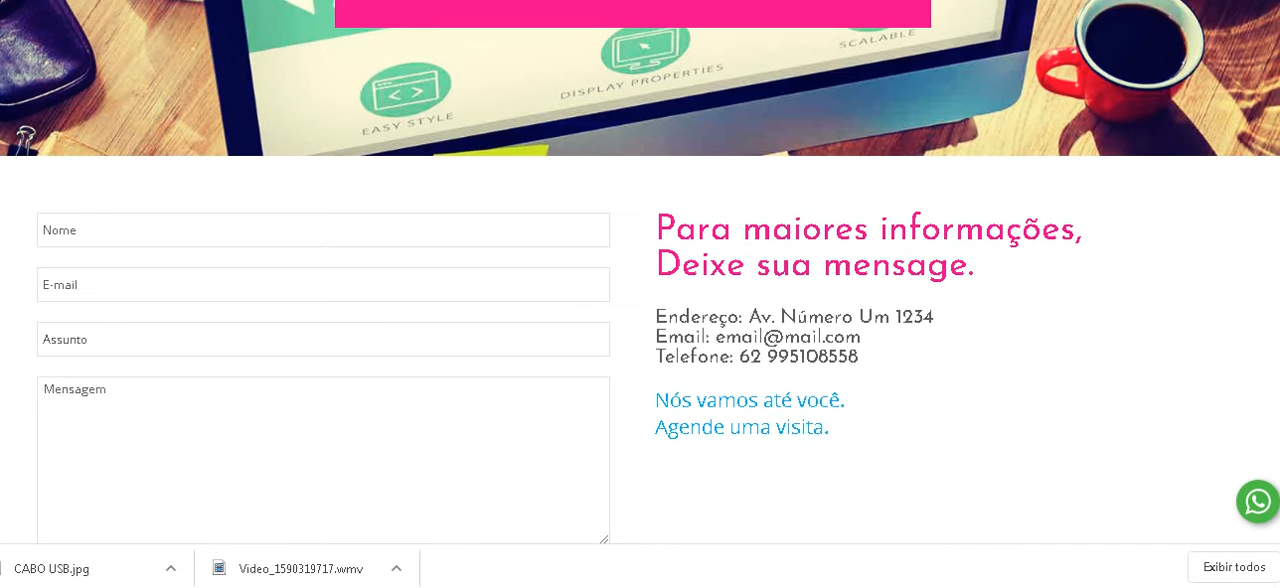 EASY STYLE
DISPLAY PROPERTIES
SCALABLE
Nome
E-mail
Assunto
Mensagem
Para maiores informações,
Deixe sua mensage.
Endereço: Av. Número Um 1234
Email: email@mail.com
Telefone: 62 995108558
Nós vamos até você.
Agende uma visita.
CABO USB.jpg
Video_1590319717.wmv
Exibir todos